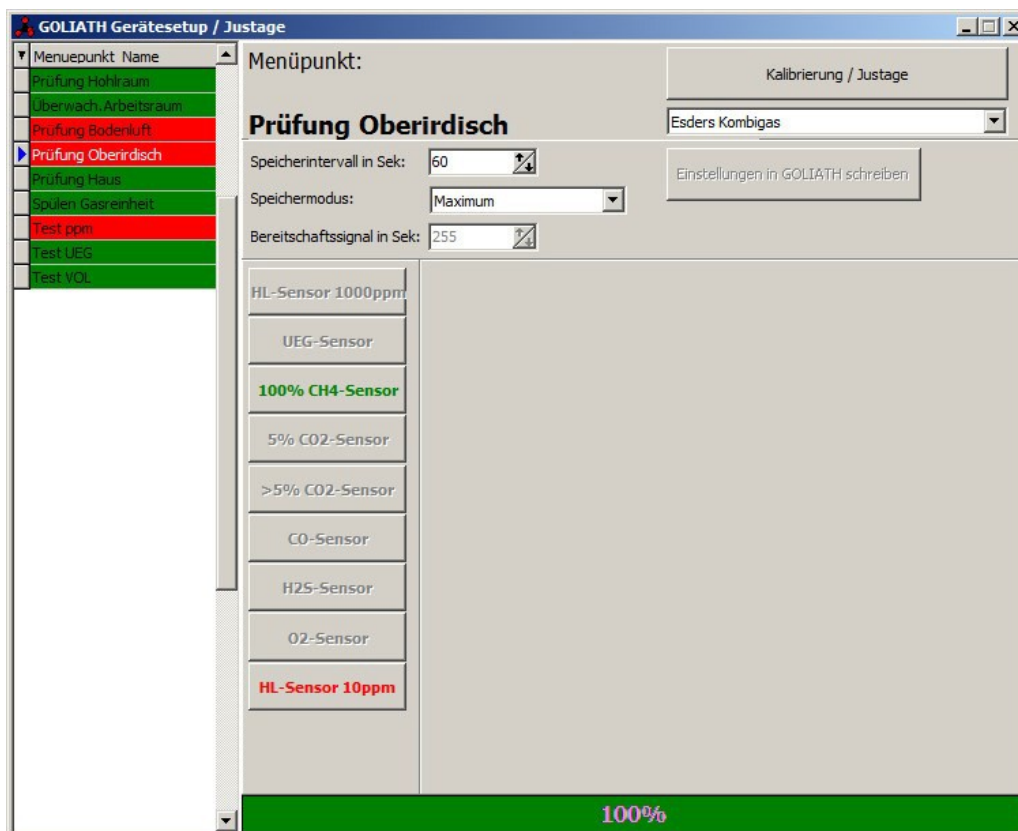 GOLIATH Gerätesetup / Justage
Menuepunkt Name
Prüfung Hohlraum
Überwach.Arbeitsraum
Prüfung Bodenluft
Prüfung Oberirdisch
Prüfung Haus
Spülen Gasreinheit
Test ppm
Test UEG
Test VOL
Menüpunkt:
Prüfung Oberirdisch
Kalibrierung / Justage
Esders Kombigas
Speicherintervall in Sek: 60
Einstellungen in GOLIATH schreiben
Speichermodus: Maximum
Bereitschaftssignal in Sek: 255
HL-Sensor 1000ppm
UEG-Sensor
100% CH4-Sensor
5% CO2-Sensor
>5% CO2-Sensor
CO-Sensor
H2S-Sensor
O2-Sensor
HL-Sensor 10ppm
100%